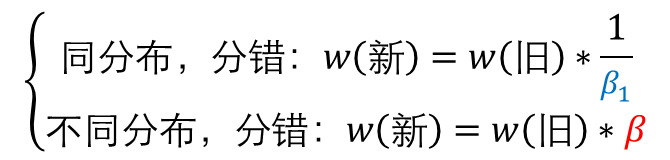 同分布，分错：w(新) = w(旧) * 1/β₁
不同分布，分错：w(新) = w(旧) * β